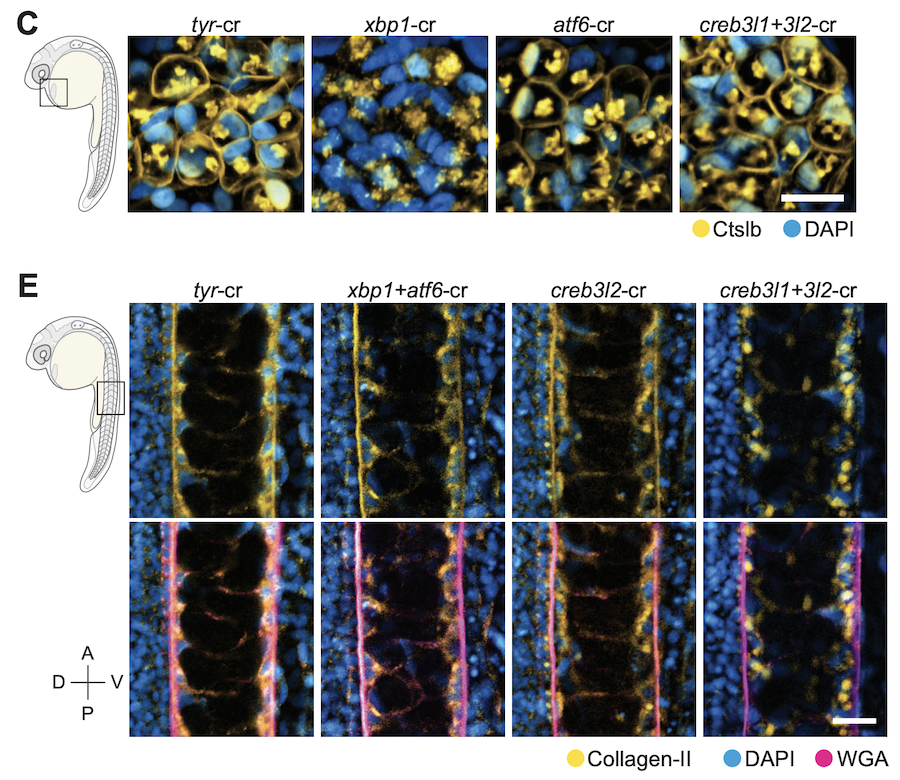 C
tyr-cr xbp1-cr atf6-cr creb3l1+3l2-cr
Ctslb DAPI
E
tyr-cr xbp1+atf6-cr creb3l2-cr creb3l1+3l2-cr
A
D V
P
Collagen-II DAPI WGA